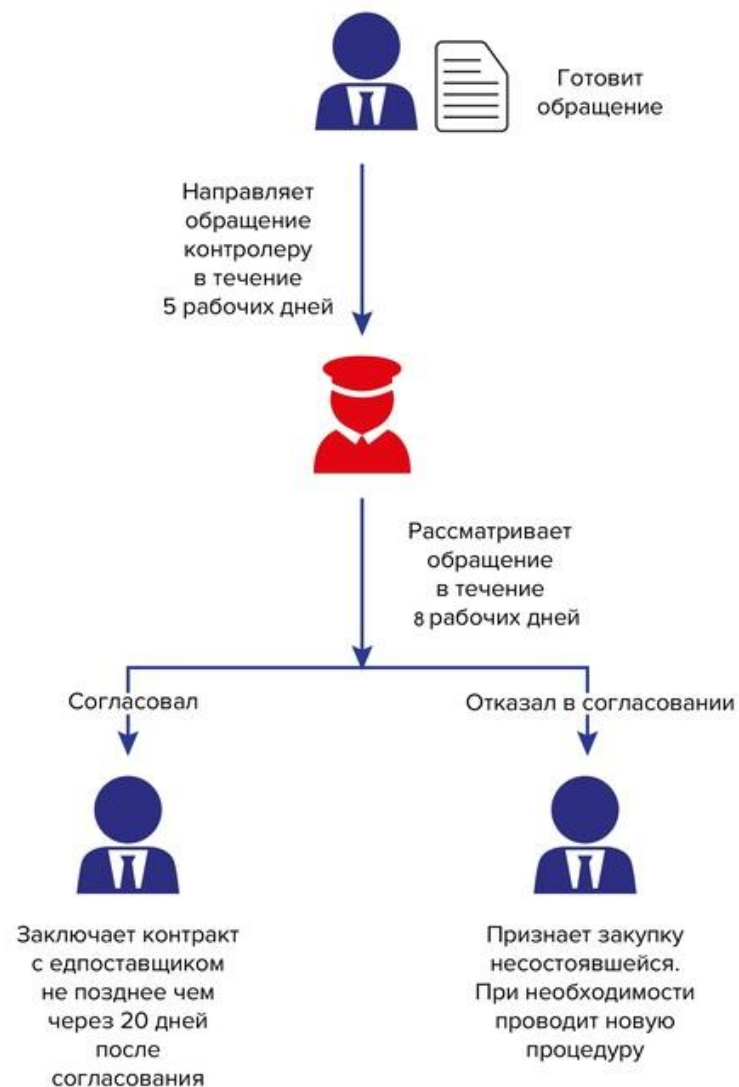 Готовит
обращение
Направляет
обращение
контролеру
в течение
5 рабочих дней
Рассматривает
обращение
в течение
8 рабочих дней
Согласовал
Отказал в согласовании
Заключает контракт
с едпоставщиком
не позднее чем
через 20 дней
после
согласования
Признает закупку
несостоявшейся.
При необходимости
проводит новую
процедуру